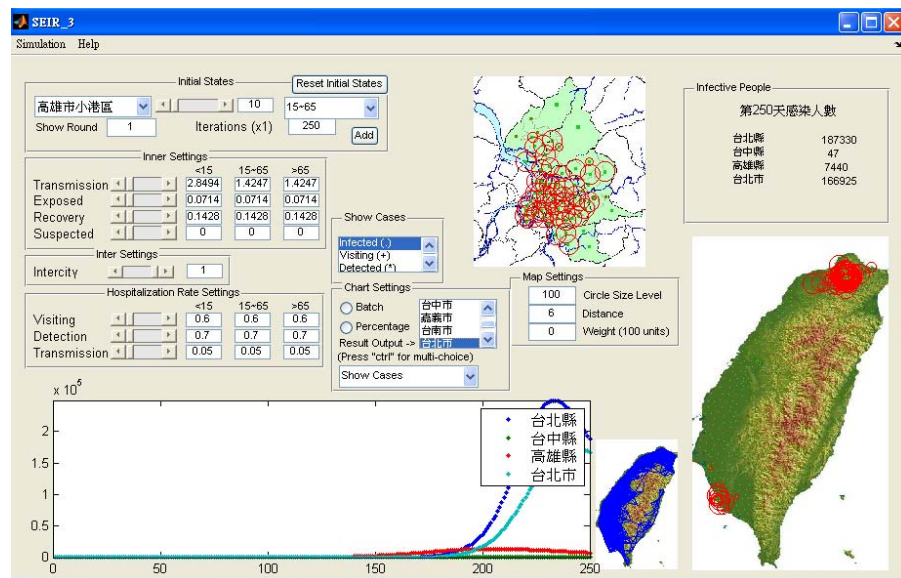 SEIR_3
Simulation Help
Initial States
Reset Initial States
高雄市小港區
10
15~65
Show Round 1 Iterations (x1) 250
Add
Inner Settings
<15 15~65 >65
Transmission 2.8494 1.4247 1.4247
Exposed 0.0714 0.0714 0.0714
Recovery 0.1428 0.1428 0.1428
Suspected 0 0 0
Inter Settings
Intercity 1
Hospitalization Rate Settings
<15 15~65 >65
Visiting 0.6 0.6 0.6
Detection 0.7 0.7 0.7
Transmission 0.05 0.05 0.05
Show Cases
Infected (.)
Visiting (+)
Detected (*)
Chart Settings
Batch
Percentage
Result Output ->
台中市
嘉義市
台南市
台北市
(Press "ctrl" for multi-choice)
Show Cases
Map Settings
100 Circle Size Level
6 Distance
0 Weight (100 units)
Infective People
第250天感染人數
台北縣 187330
台中縣 47
高雄縣 7440
台北市 166925
x 10^5
2
1.5
1
0.5
0
0 50 100 150 200 250
台北縣
台中縣
高雄縣
台北市